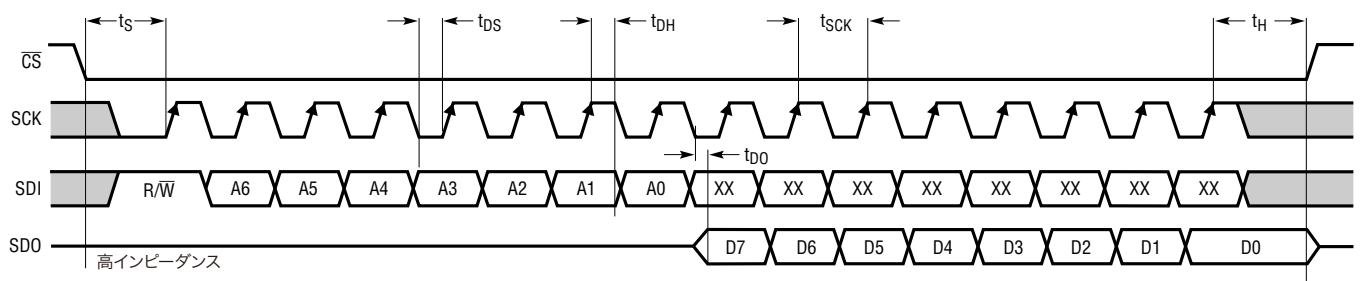 tS tDS tDH tSCK tH
C̅S̅
SCK
tDO
SDI R/W̅ A6 A5 A4 A3 A2 A1 A0 XX XX XX XX XX XX XX XX
SDO D7 D6 D5 D4 D3 D2 D1 D0
高インピーダンス